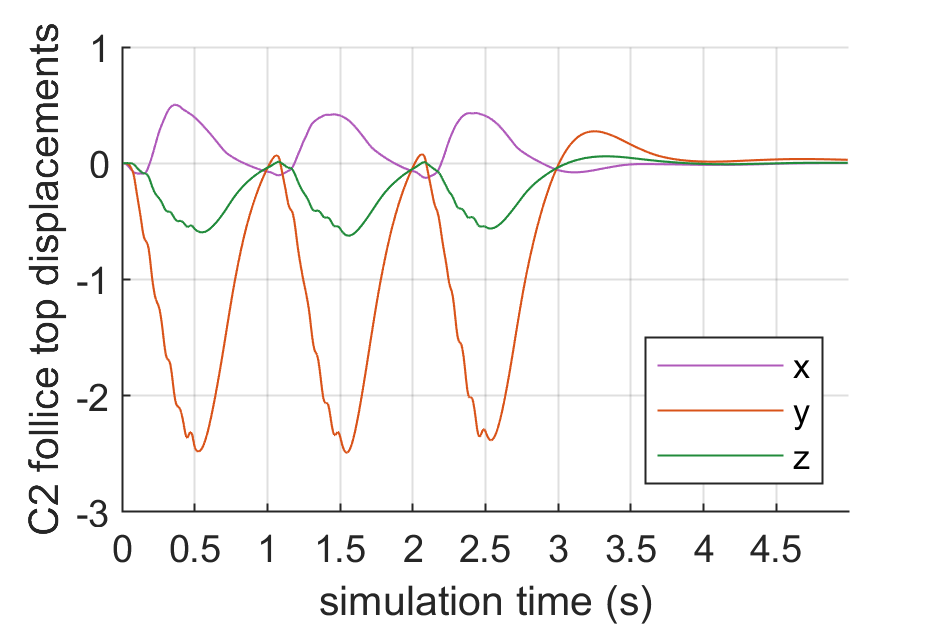 C2 follice top displacements
1
0
-1
-2
-3
0 0.5 1 1.5 2 2.5 3 3.5 4 4.5
simulation time (s)
x
y
z